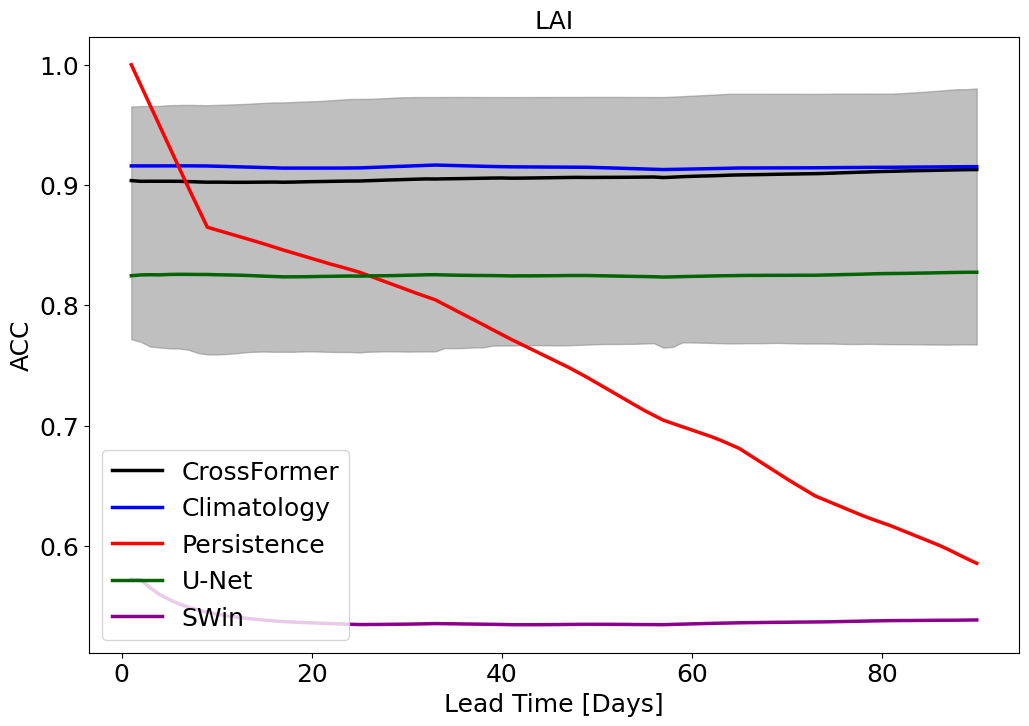 LAI
1.0
0.9
0.8
0.7
0.6
ACC
CrossFormer
Climatology
Persistence
U-Net
SWin
0 20 40 60 80
Lead Time [Days]